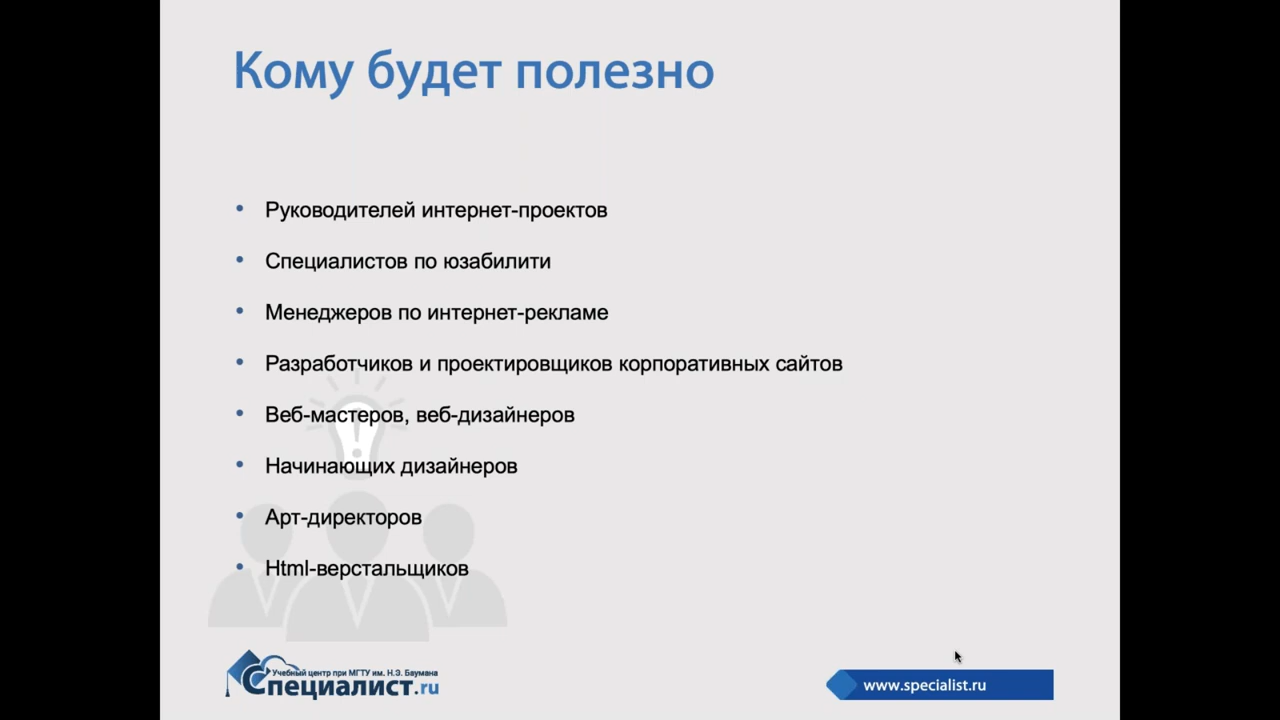 Кому будет полезно
• Руководителей интернет-проектов
• Специалистов по юзабилити
• Менеджеров по интернет-рекламе
• Разработчиков и проектировщиков корпоративных сайтов
• Веб-мастеров, веб-дизайнеров
• Начинающих дизайнеров
• Арт-директоров
• Html-верстальщиков
Учебный центр при МГТУ им. Н.Э. Баумана
Специалист.ru
www.specialist.ru